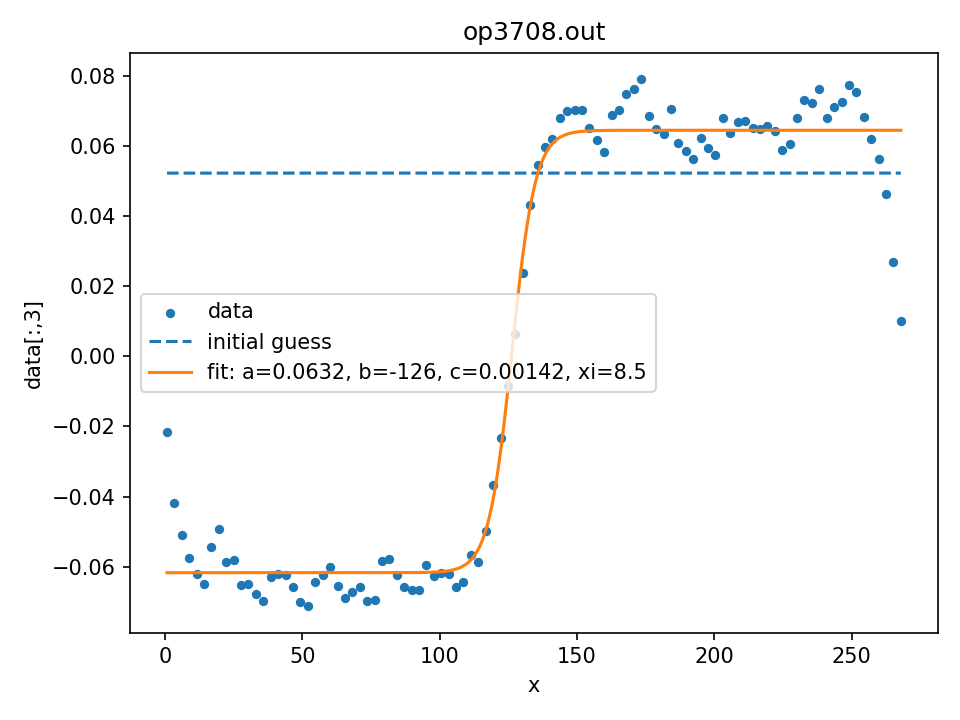 op3708.out
0.08
0.06
0.04
0.02
0.00
−0.02
−0.04
−0.06
data[:,3]
data
initial guess
fit: a=0.0632, b=-126, c=0.00142, xi=8.5
0 50 100 150 200 250
x